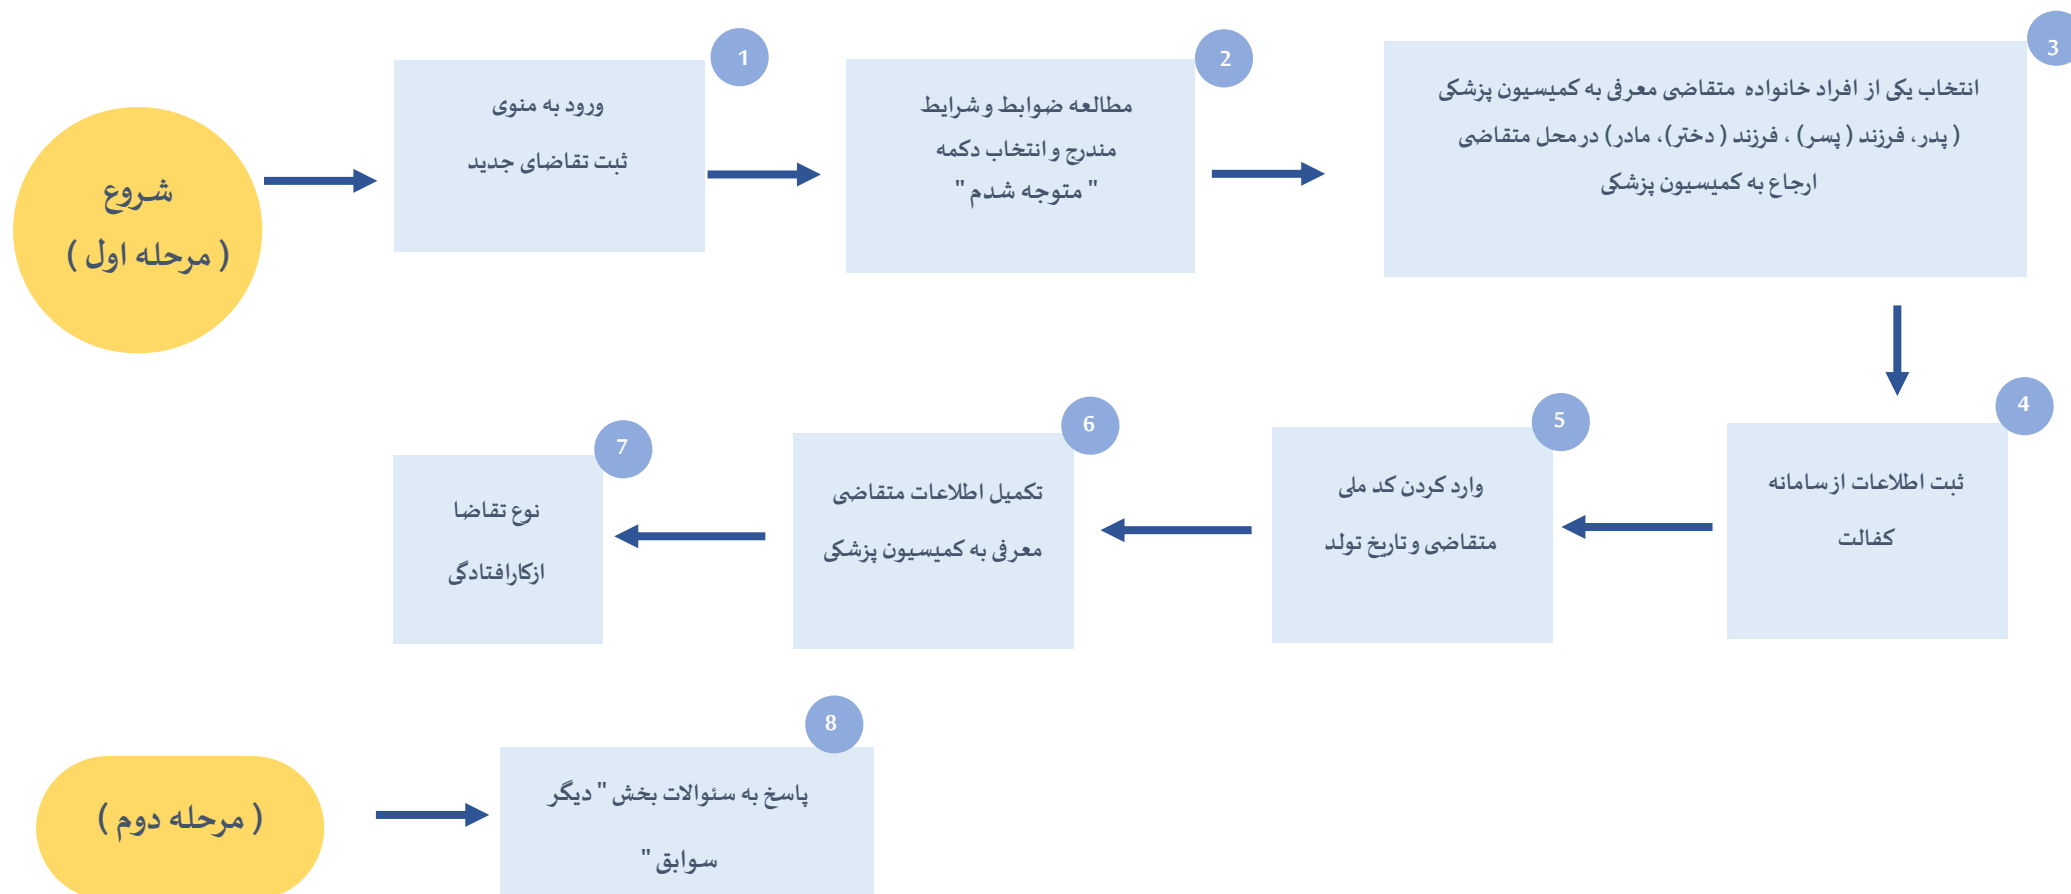 شروع
( مرحله اول )
1
ورود به منوی
ثبت تقاضای جدید
2
مطالعه ضوابط و شرایط
مندرج و انتخاب دکمه
" متوجه شدم "
3
انتخاب یکی از افراد خانواده متقاضی معرفی به کمیسیون پزشکی
( پدر، فرزند ( پسر) ، فرزند ( دختر)، مادر) در محل متقاضی
ارجاع به کمیسیون پزشکی
4
ثبت اطلاعات از سامانه
کفالت
5
وارد کردن کد ملی
متقاضی و تاریخ تولد
6
تکمیل اطلاعات متقاضی
معرفی به کمیسیون پزشکی
7
نوع تقاضا
ازکارافتادگی
( مرحله دوم )
8
پاسخ به سئوالات بخش " دیگر
سوابق "